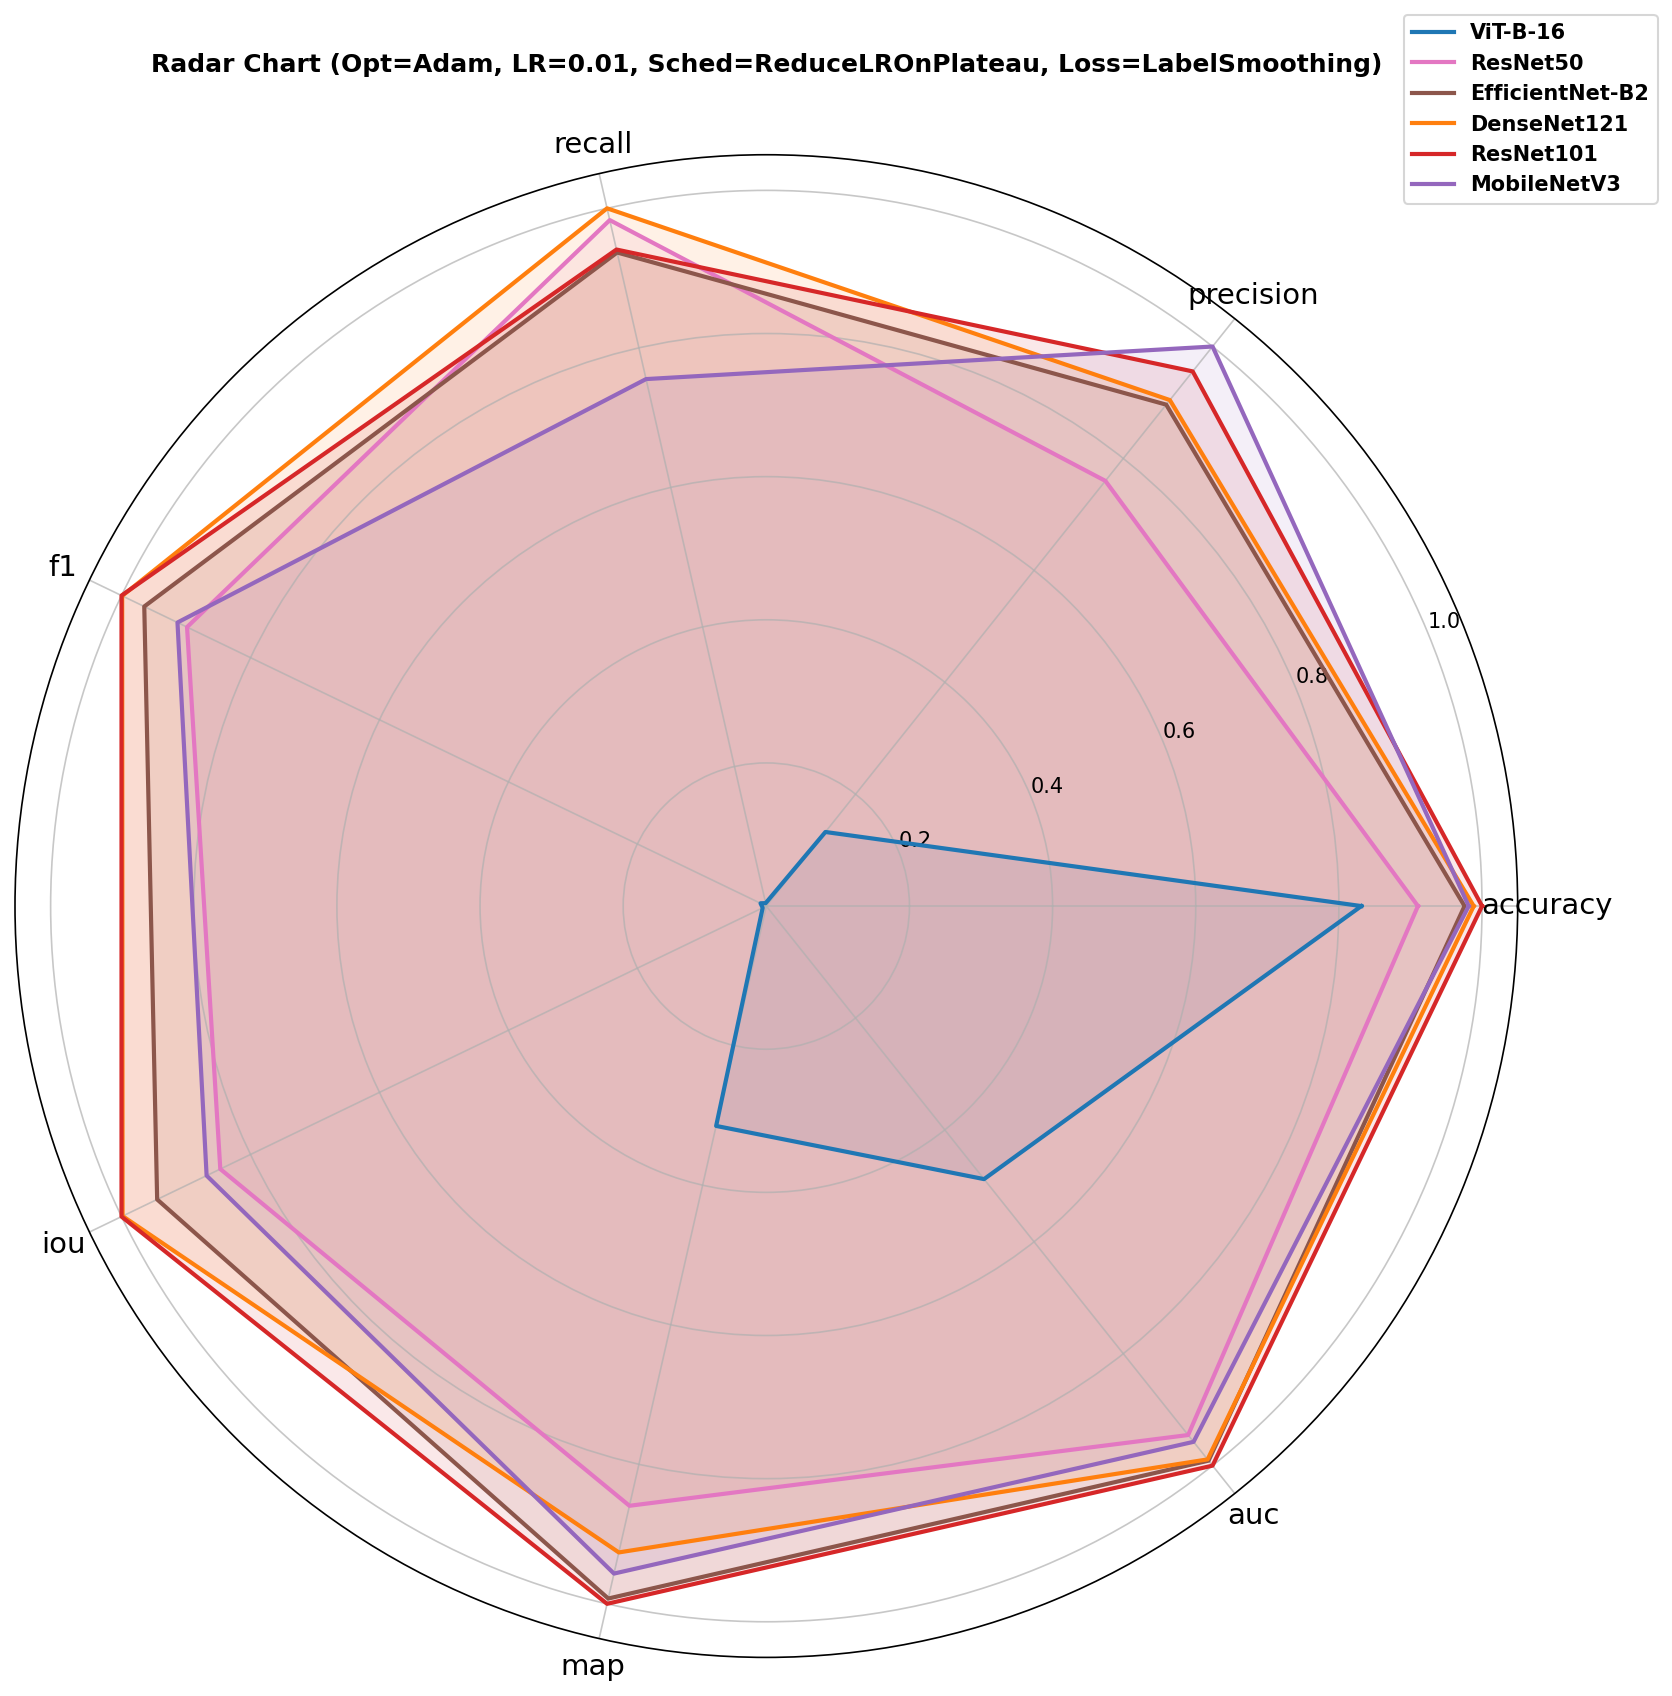 Radar Chart (Opt=Adam, LR=0.01, Sched=ReduceLROnPlateau, Loss=LabelSmoothing)
ViT-B-16
ResNet50
EfficientNet-B2
DenseNet121
ResNet101
MobileNetV3
recall
precision
f1
1.0
0.8
0.6
0.4
0.2
accuracy
iou
auc
map